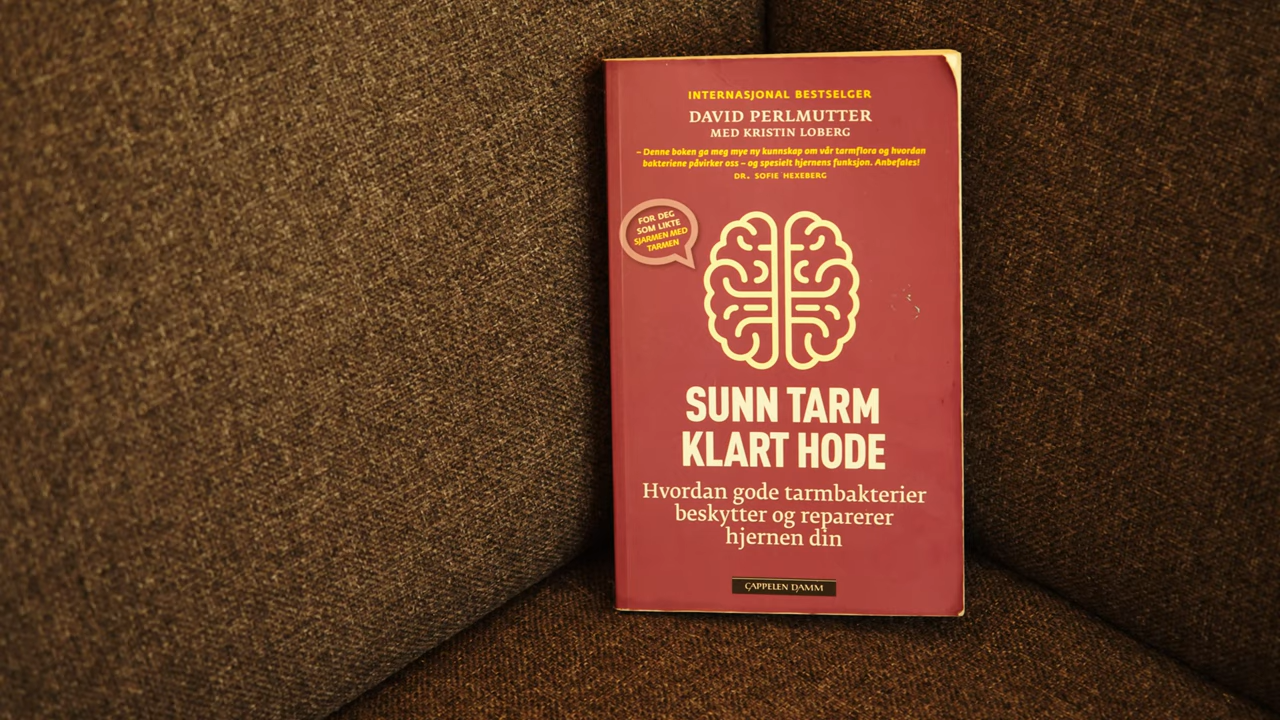 INTERNASJONAL BESTSELGER
DAVID PERLMUTTER
MED KRISTIN LOBERG
– Denne boken ga meg mye ny kunnskap om vår tarmflora og hvordan
bakteriene påvirker oss – og spesielt hjernens funksjon. Anbefales!
DR. SOFIE HEXEBERG
FOR DEG
SOM LIKTE
SJARMEN MED
TARMEN
SUNN TARM
KLART HODE
Hvordan gode tarmbakterier
beskytter og reparerer
hjernen din
CAPPELEN DAMM